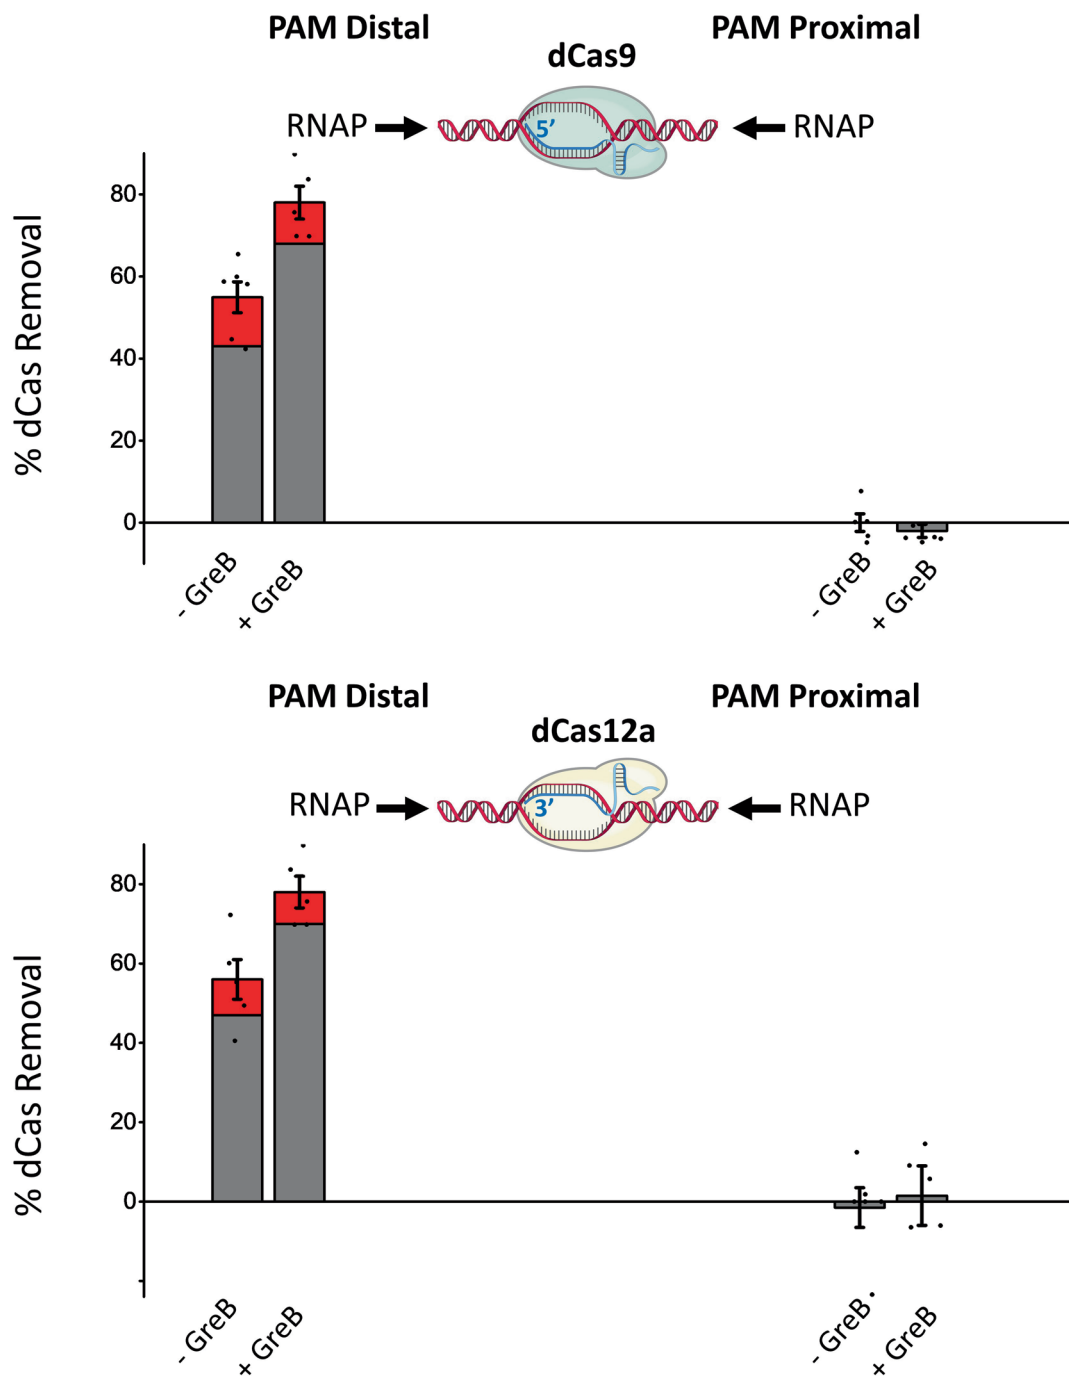 PAM Distal PAM Proximal
dCas9
RNAP RNAP
5’
% dCas Removal
80
60
40
20
0
- GreB + GreB - GreB + GreB
PAM Distal PAM Proximal
dCas12a
RNAP RNAP
3’
% dCas Removal
80
60
40
20
0
- GreB + GreB - GreB + GreB